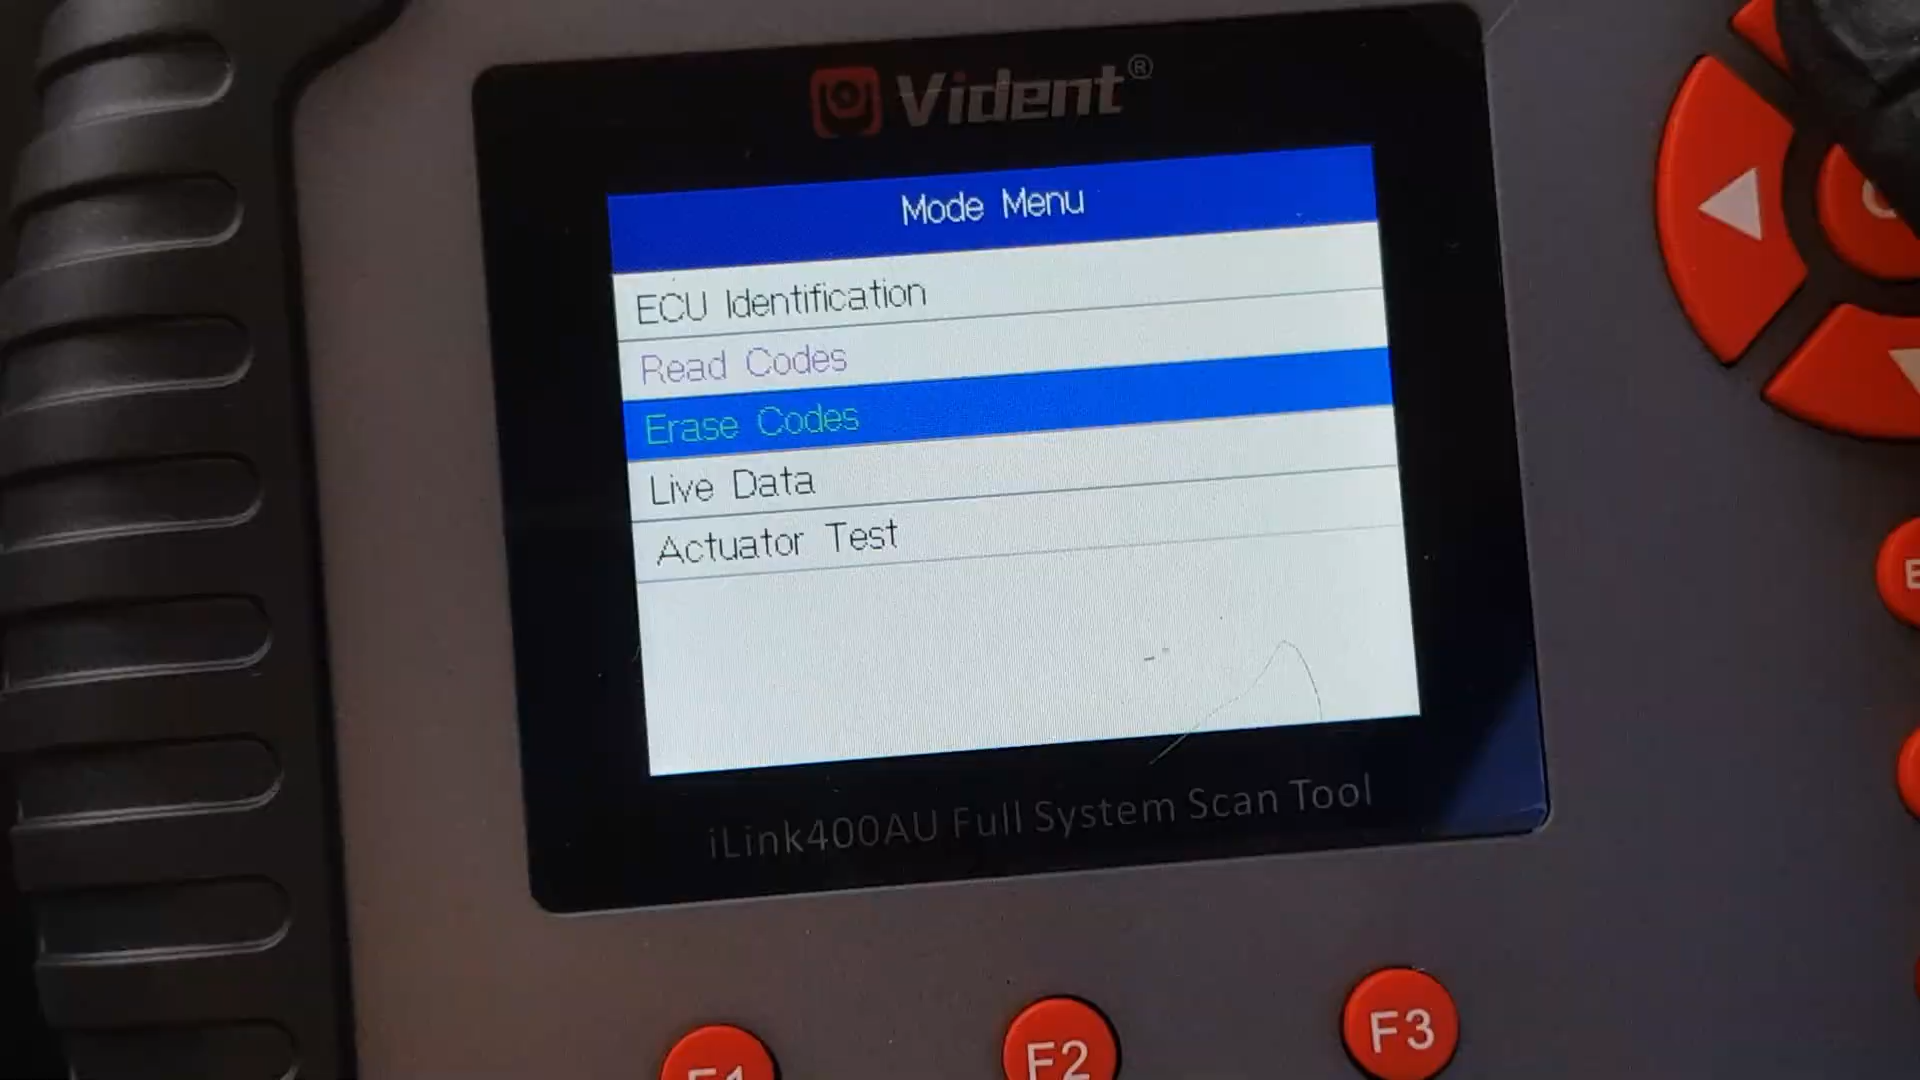 Vident®
Mode Menu
ECU Identification
Read Codes
Erase Codes
Live Data
Actuator Test
iLink400AU Full System Scan Tool
F1
F2
F3